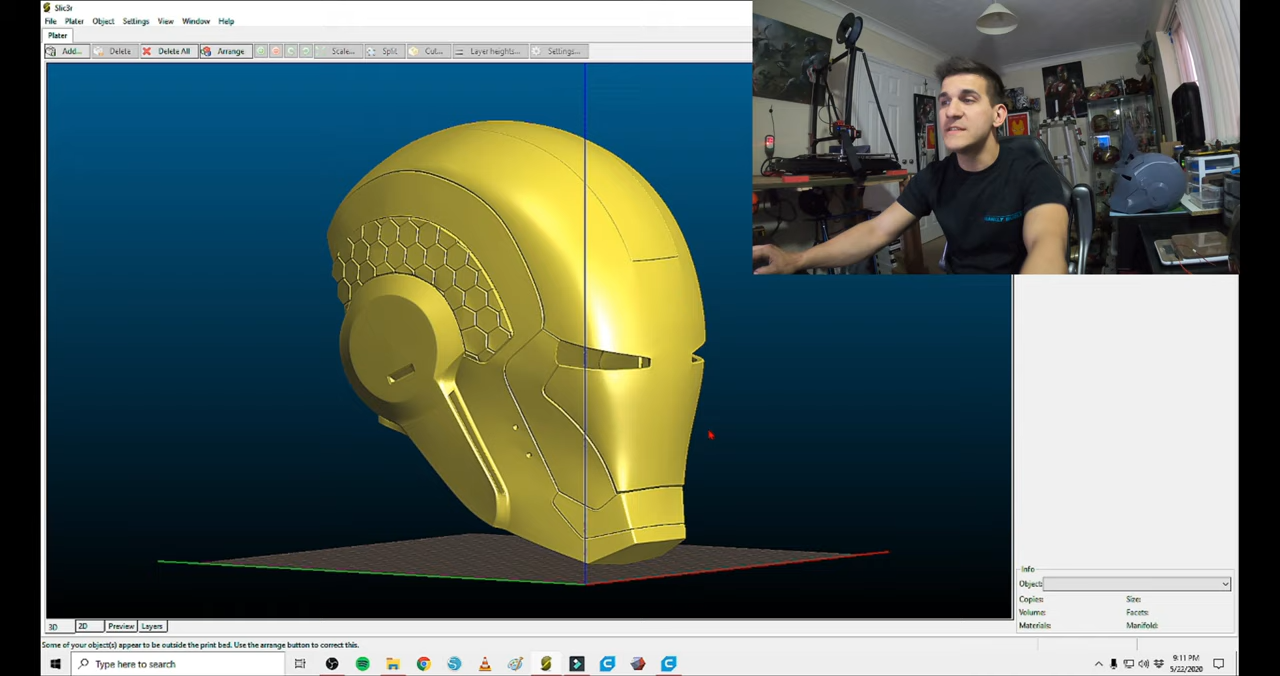 Slic3r
File Plater Object Settings View Window Help
Plater
Add... Delete Delete All Arrange Scale... Split Cut... Layer heights... Settings...
3D 2D Preview Layers
Info
Object:
Copies: Size:
Volume: Facets:
Materials: Manifold:
Some of your object(s) appear to be outside the print bed. Use the arrange button to correct this.
Type here to search
9:11 PM
5/22/2020